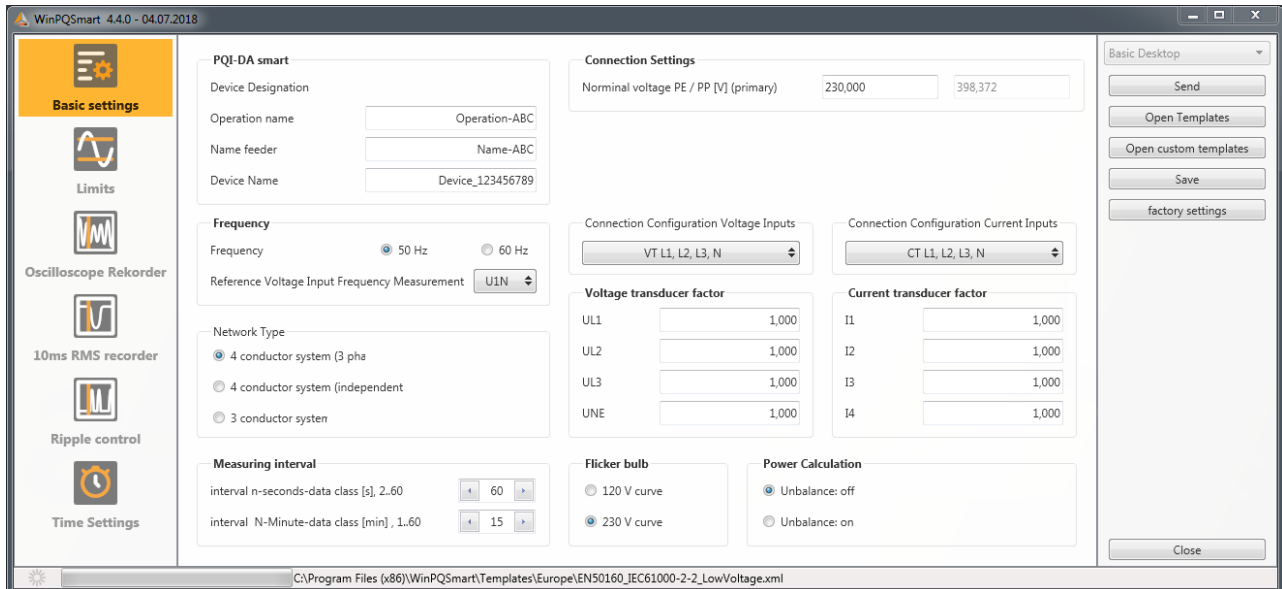 WinPQSmart 4.4.0 - 04.07.2018
Basic settings
Limits
Oscilloscope Rekorder
10ms RMS recorder
Ripple control
Time Settings
PQI-DA smart
Device Designation
Operation name Operation-ABC
Name feeder Name-ABC
Device Name Device_123456789
Connection Settings
Norminal voltage PE / PP [V] (primary) 230,000 398,372
Frequency
Frequency 50 Hz 60 Hz
Reference Voltage Input Frequency Measurement U1N
Connection Configuration Voltage Inputs
VT L1, L2, L3, N
Connection Configuration Current Inputs
CT L1, L2, L3, N
Network Type
4 conductor system (3 pha
4 conductor system (independent
3 conductor system
Voltage transducer factor
UL1 1,000
UL2 1,000
UL3 1,000
UNE 1,000
Current transducer factor
I1 1,000
I2 1,000
I3 1,000
I4 1,000
Measuring interval
interval n-seconds-data class [s], 2..60 60
interval N-Minute-data class [min] , 1..60 15
Flicker bulb
120 V curve
230 V curve
Power Calculation
Unbalance: off
Unbalance: on
Basic Desktop
Send
Open Templates
Open custom templates
Save
factory settings
Close
C:\Program Files (x86)\WinPQSmart\Templates\Europe\EN50160_IEC61000-2-2_LowVoltage.xml